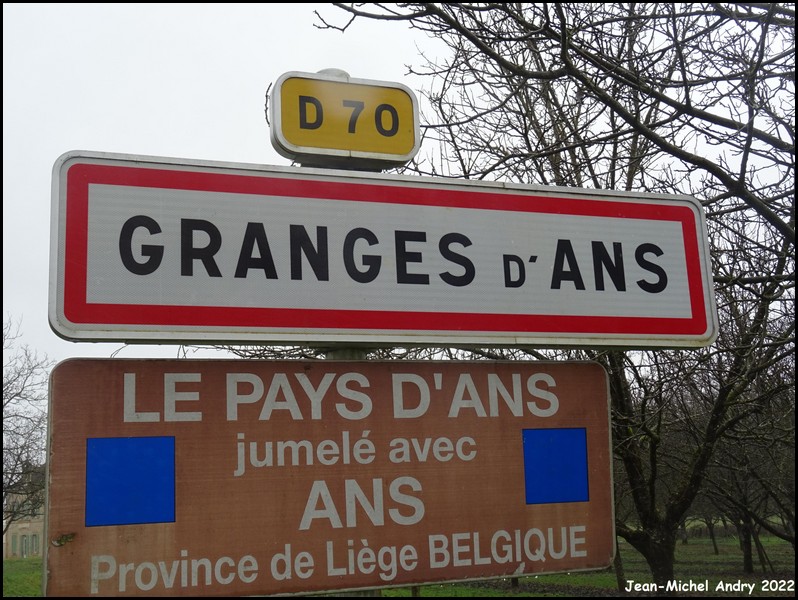 D 70
GRANGES D'ANS
LE PAYS D'ANS
jumelé avec
ANS
Province de Liège BELGIQUE
Jean-Michel Andry 2022